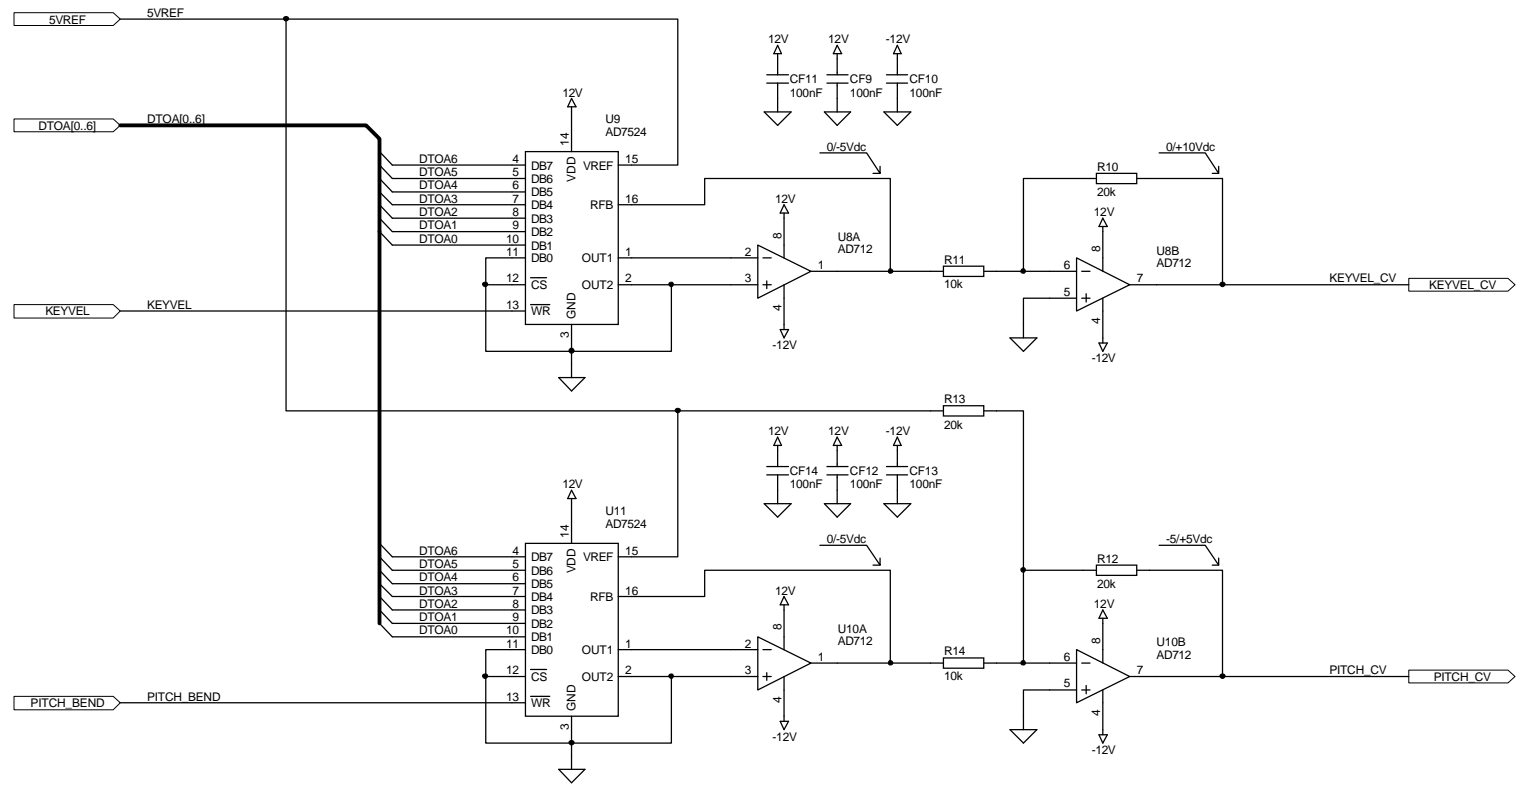 5VREF
5VREF
12V
12V
-12V
CF11
CF9
CF10
100nF
100nF
100nF
DTOA[0..6]
DTOA[0..6]
12V
U9
AD7524
14
VDD
DTOA6 4 DB7
DTOA5 5 DB6
DTOA4 6 DB5
DTOA3 7 DB4
DTOA2 8 DB3
DTOA1 9 DB2
DTOA0 10 DB1
11 DB0
12 CS
KEYVEL
KEYVEL
13 WR
VREF 15
RFB 16
OUT1 1
OUT2 2
GND
3
0/-5Vdc
12V
8
U8A
AD712
2
3
1
4
-12V
R11
10k
0/+10Vdc
R10
20k
12V
8
U8B
AD712
6
5
7
4
-12V
KEYVEL_CV
KEYVEL_CV
R13
20k
12V
12V
-12V
CF14
CF12
CF13
100nF
100nF
100nF
12V
U11
AD7524
14
VDD
DTOA6 4 DB7
DTOA5 5 DB6
DTOA4 6 DB5
DTOA3 7 DB4
DTOA2 8 DB3
DTOA1 9 DB2
DTOA0 10 DB1
11 DB0
12 CS
PITCH_BEND
PITCH_BEND
13 WR
VREF 15
RFB 16
OUT1 1
OUT2 2
GND
3
0/-5Vdc
12V
8
U10A
AD712
2
3
1
4
-12V
R14
10k
-5/+5Vdc
R12
20k
12V
8
U10B
AD712
6
5
7
4
-12V
PITCH_CV
PITCH_CV